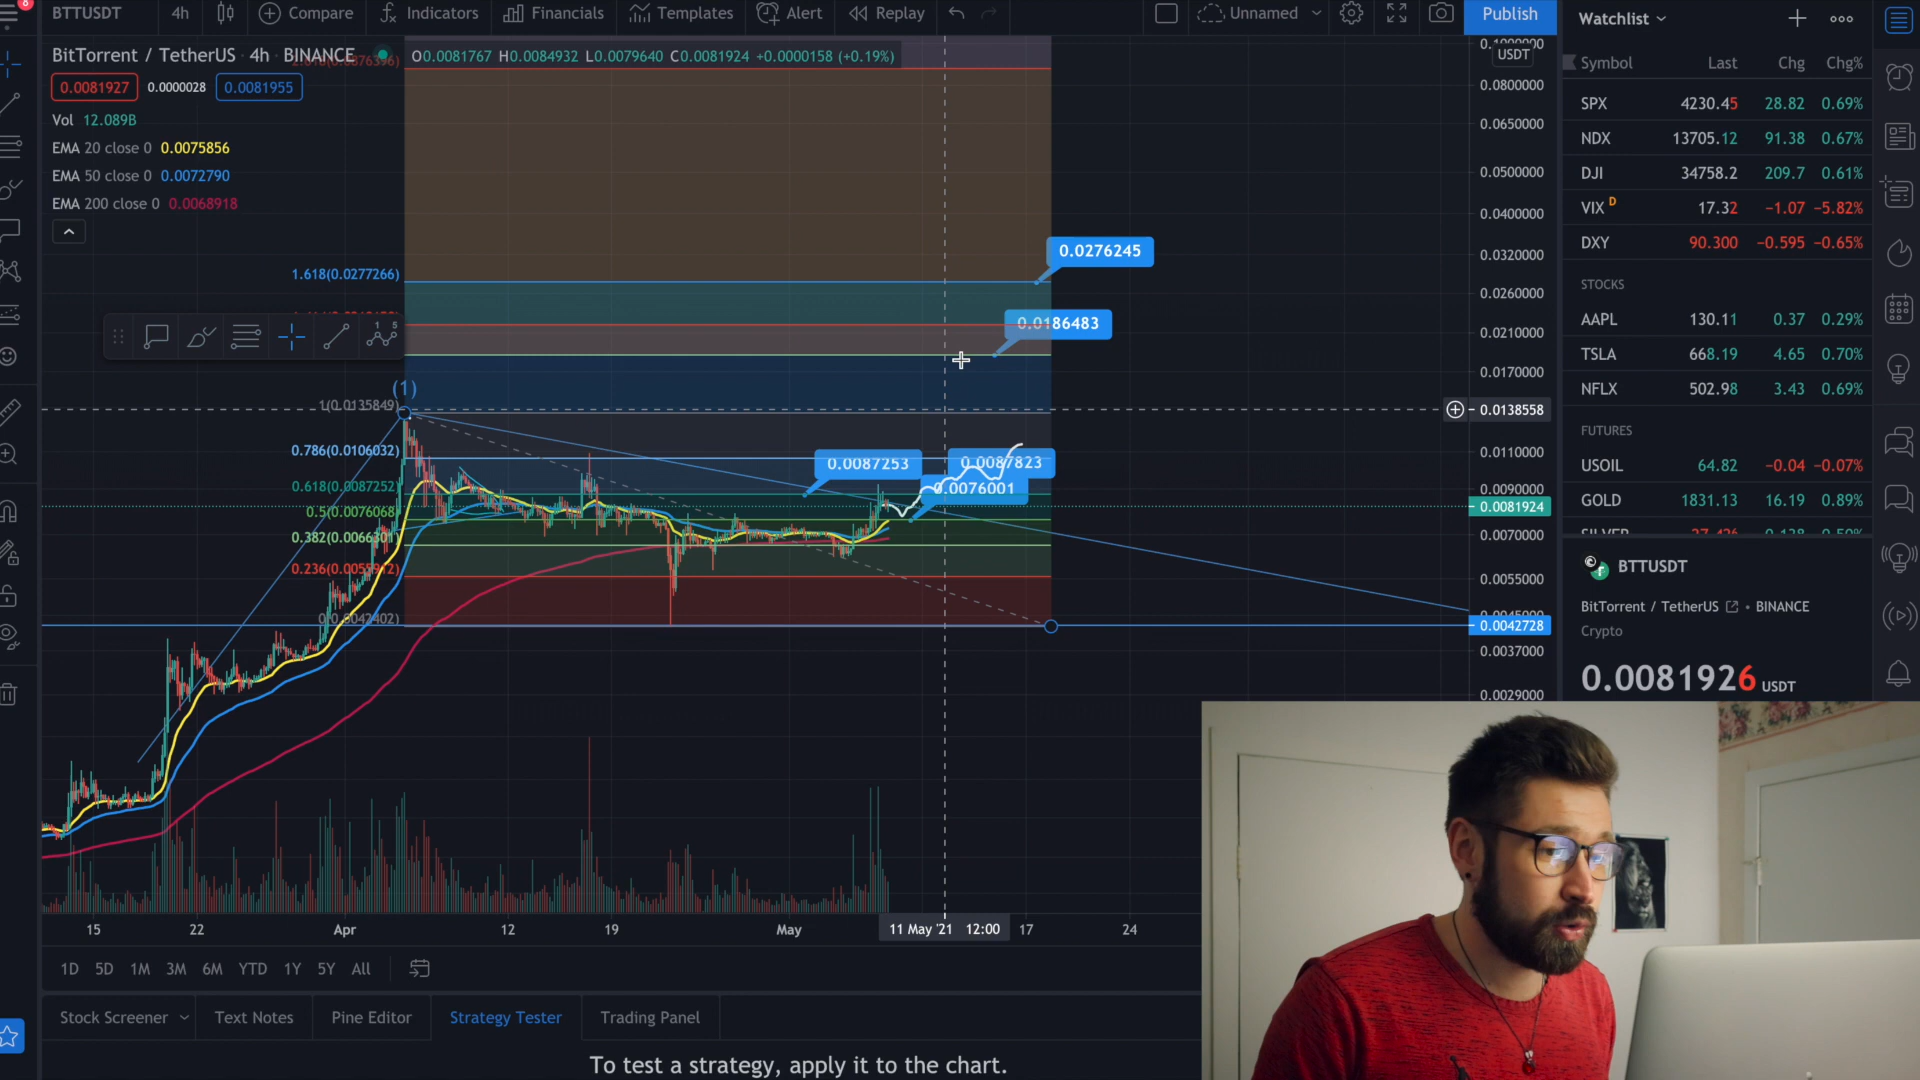 8
BTTUSDT 4h Compare Indicators Financials Templates Alert Replay Unnamed Publish
BitTorrent / TetherUS · 4h · BINANCE O0.0081767 H0.0084932 L0.0079640 C0.0081924 +0.0000158 (+0.19%)
0.0081927 0.0000028 0.0081955
Vol 12.089B
EMA 20 close 0 0.0075856
EMA 50 close 0 0.0072790
EMA 200 close 0 0.0068918
1.618(0.0277266)
(1)
1(0.0135849)
0.786(0.0106032)
0.618(0.0087252)
0.5(0.0076068)
0.382(0.0066301)
0.236(0.0055912)
0(0.0042402)
0.0276245
0.0186483
0.0087253
0.0087823
0.0076001
0.1000000
USDT
0.0800000
0.0650000
0.0500000
0.0400000
0.0320000
0.0260000
0.0210000
0.0170000
0.0138558
0.0110000
0.0090000
0.0081924
0.0070000
0.0055000
0.0045000
0.0042728
0.0037000
0.0029000
15 22 Apr 12 19 May 11 May '21 12:00 17 24
1D 5D 1M 3M 6M YTD 1Y 5Y All
Stock Screener Text Notes Pine Editor Strategy Tester Trading Panel
To test a strategy, apply it to the chart.
Watchlist
Symbol Last Chg Chg%
SPX 4230.45 28.82 0.69%
NDX 13705.12 91.38 0.67%
DJI 34758.2 209.7 0.61%
VIX D 17.32 −1.07 −5.82%
DXY 90.300 −0.595 −0.65%
STOCKS
AAPL 130.11 0.37 0.29%
TSLA 668.19 4.65 0.70%
NFLX 502.98 3.43 0.69%
FUTURES
USOIL 64.82 −0.04 −0.07%
GOLD 1831.13 16.19 0.89%
BTTUSDT
BitTorrent / TetherUS • BINANCE
Crypto
0.0081926 USDT